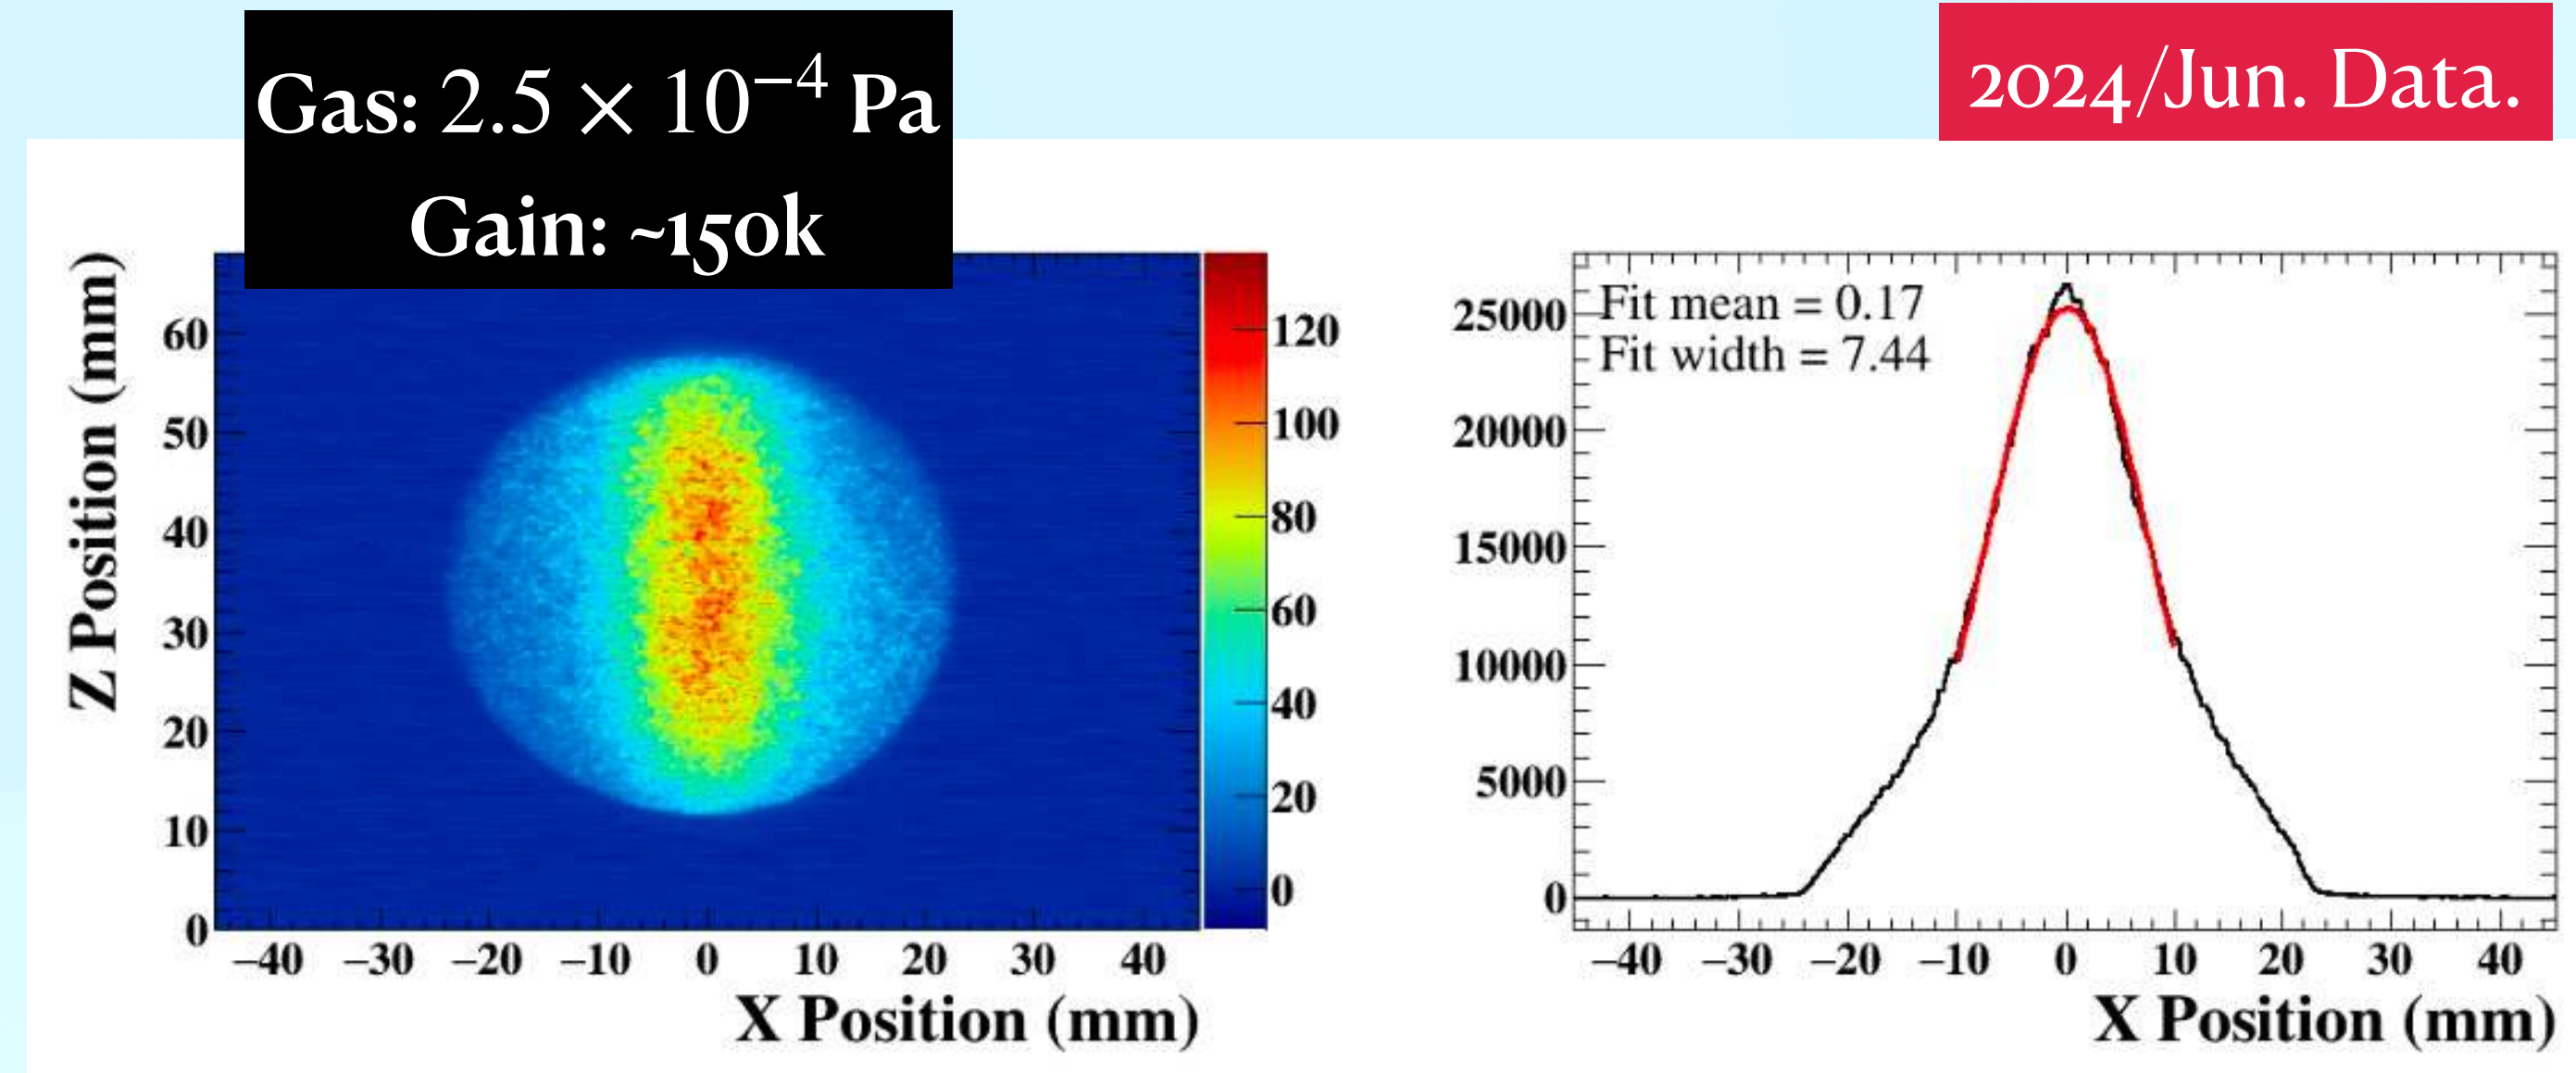 Gas: 2.5 × 10⁻⁴ Pa
Gain: ~150k
2024/Jun. Data.
Z Position (mm)
60
50
40
30
20
10
0
−40 −30 −20 −10 0 10 20 30 40
X Position (mm)
120
100
80
60
40
20
0
Fit mean = 0.17
Fit width = 7.44
25000
20000
15000
10000
5000
0
−40 −30 −20 −10 0 10 20 30 40
X Position (mm)